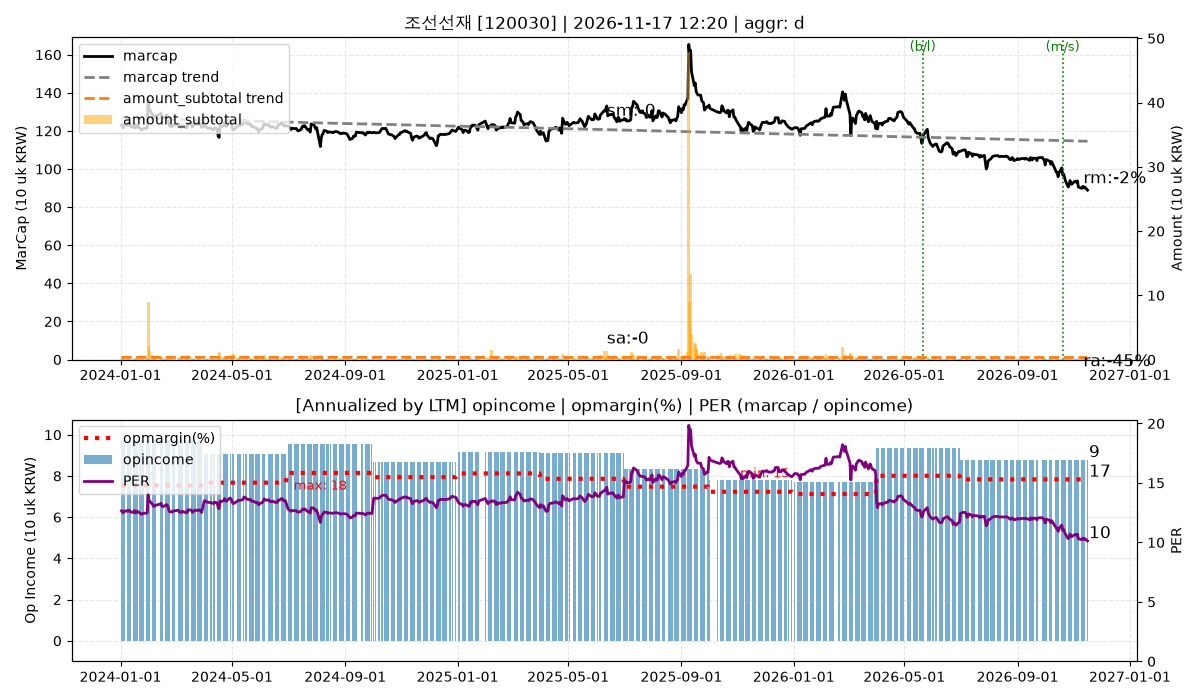 조선선재 [120030] | 2026-11-17 12:20 | aggr: d
MarCap (10 uk KRW)
0
20
40
60
80
100
120
140
160
marcap
marcap trend
amount_subtotal trend
amount_subtotal
sm:-0
sa:-0
(b/l)
(m/s)
rm:-2%
ra:-45%
0
10
20
30
40
50
Amount (10 uk KRW)
2024-01-01
2024-05-01
2024-09-01
2025-01-01
2025-05-01
2025-09-01
2026-01-01
2026-05-01
2026-09-01
2027-01-01
[Annualized by LTM] opincome | opmargin(%) | PER (marcap / opincome)
Op Income (10 uk KRW)
0
2
4
6
8
10
opmargin(%)
opincome
PER
max: 18
min: 15
9
17
10
0
5
10
15
20
PER
2024-01-01
2024-05-01
2024-09-01
2025-01-01
2025-05-01
2025-09-01
2026-01-01
2026-05-01
2026-09-01
2027-01-01